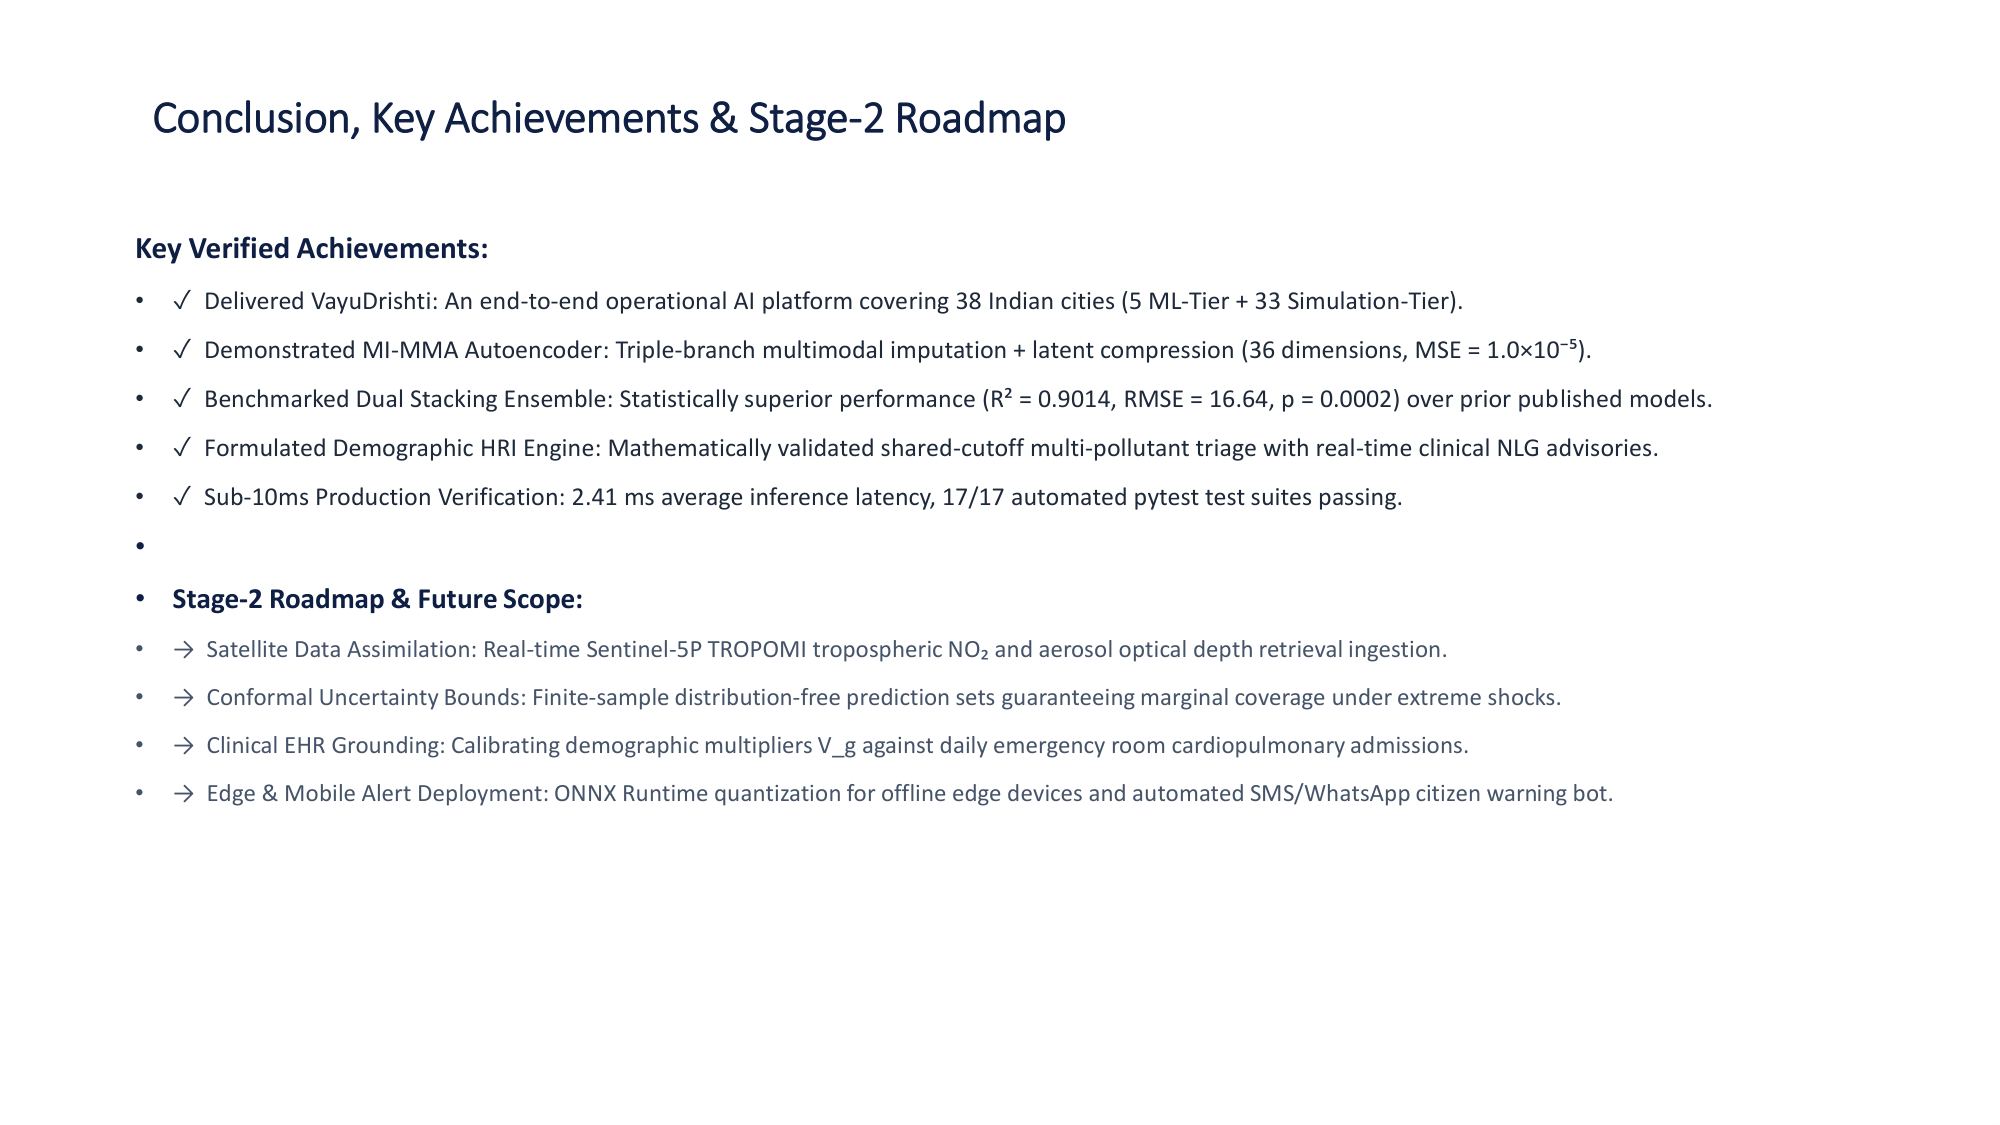 Conclusion, Key Achievements & Stage-2 Roadmap
Key Verified Achievements:
• ✓ Delivered VayuDrishti: An end-to-end operational AI platform covering 38 Indian cities (5 ML-Tier + 33 Simulation-Tier).
• ✓ Demonstrated MI-MMA Autoencoder: Triple-branch multimodal imputation + latent compression (36 dimensions, MSE = 1.0×10⁻⁵).
• ✓ Benchmarked Dual Stacking Ensemble: Statistically superior performance (R² = 0.9014, RMSE = 16.64, p = 0.0002) over prior published models.
• ✓ Formulated Demographic HRI Engine: Mathematically validated shared-cutoff multi-pollutant triage with real-time clinical NLG advisories.
• ✓ Sub-10ms Production Verification: 2.41 ms average inference latency, 17/17 automated pytest test suites passing.
•
• Stage-2 Roadmap & Future Scope:
• → Satellite Data Assimilation: Real-time Sentinel-5P TROPOMI tropospheric NO₂ and aerosol optical depth retrieval ingestion.
• → Conformal Uncertainty Bounds: Finite-sample distribution-free prediction sets guaranteeing marginal coverage under extreme shocks.
• → Clinical EHR Grounding: Calibrating demographic multipliers V_g against daily emergency room cardiopulmonary admissions.
• → Edge & Mobile Alert Deployment: ONNX Runtime quantization for offline edge devices and automated SMS/WhatsApp citizen warning bot.